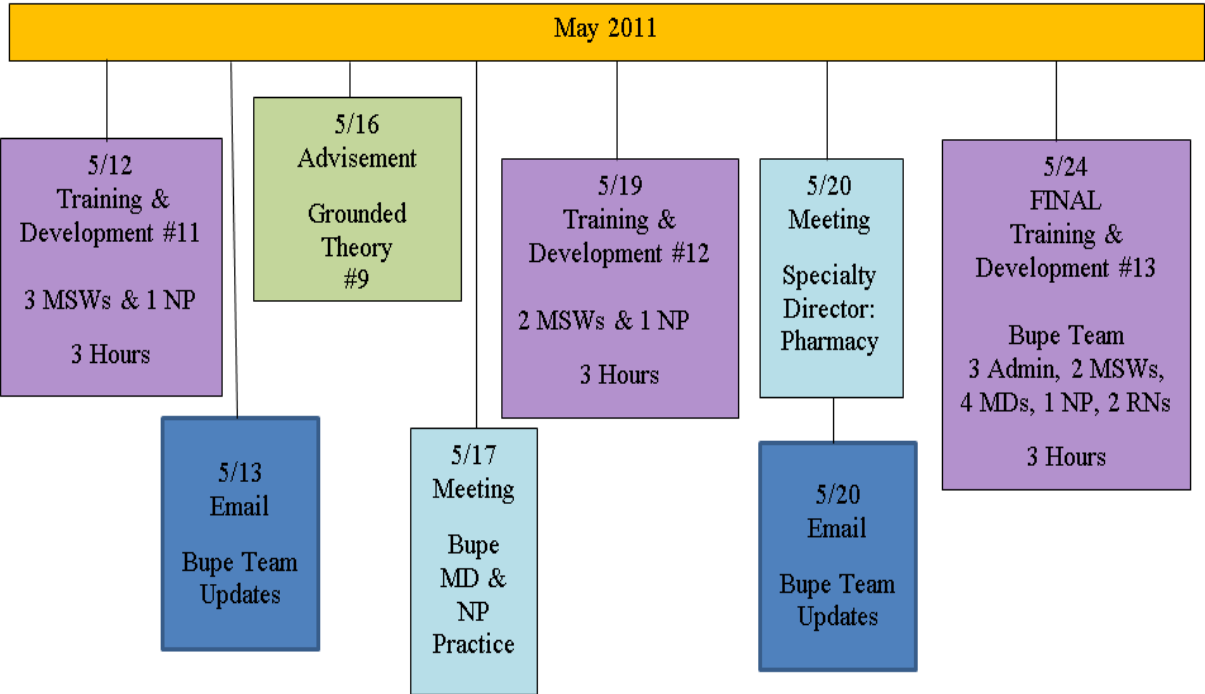 May 2011
5/12
Training &
Development #11
3 MSWs & 1 NP
3 Hours
5/13
Email
Bupe Team
Updates
5/16
Advisement
Grounded
Theory
#9
5/17
Meeting
Bupe
MD &
NP
Practice
5/19
Training &
Development #12
2 MSWs & 1 NP
3 Hours
5/20
Meeting
Specialty
Director:
Pharmacy
5/20
Email
Bupe Team
Updates
5/24
FINAL
Training &
Development #13
Bupe Team
3 Admin, 2 MSWs,
4 MDs, 1 NP, 2 RNs
3 Hours